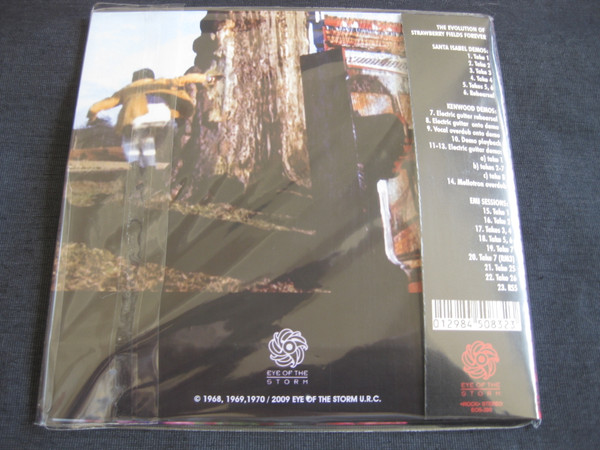 THE EVOLUTION OF
STRAWBERRY FIELDS FOREVER
SANTA ISABEL DEMOS:
1. Take 1
2. Take 2
3. Take 3
4. Take 4
5. Takes 5, 6
6. Rehearsal
KENWOOD DEMOS:
7. Electric guitar rehearsal
8. Electric guitar onto demo
9. Vocal overdub onto demo
10. Demo playback
11-13. Electric guitar demo:
a) take 1
b) takes 2-7
c) take 8
14. Mellotron overdub
EMI SESSIONS:
15. Take 1
16. Take 2
17. Takes 3, 4
18. Take 5, 6
19. Take 7
20. Take 7 (RM3)
21. Take 25
22. Take 26
23. RS5
012984 508323
EYE OF THE
STORM
EYE OF THE
STORM
© 1968, 1969,1970 / 2009 EYE OF THE STORM U.R.C.